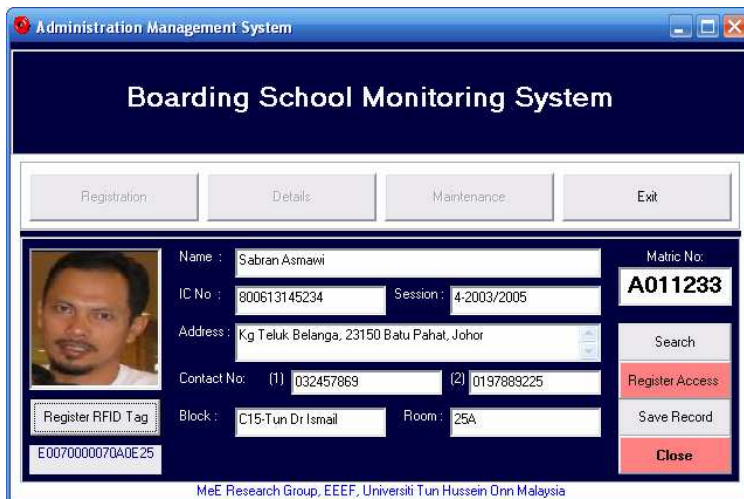 Administration Management System
Boarding School Monitoring System
Registration Details Maintenance Exit
Name : Sabran Asmawi
Matric No:
A011233
IC No : 800613145234 Session : 4-2003/2005
Address : Kg Teluk Belanga, 23150 Batu Pahat, Johor
Search
Contact No: (1) 032457869 (2) 0197889225
Register Access
Register RFID Tag
Block : C15-Tun Dr Ismail Room : 25A
Save Record
E0070000070A0E25
Close
MeE Research Group, EEEF, Universiti Tun Hussein Onn Malaysia